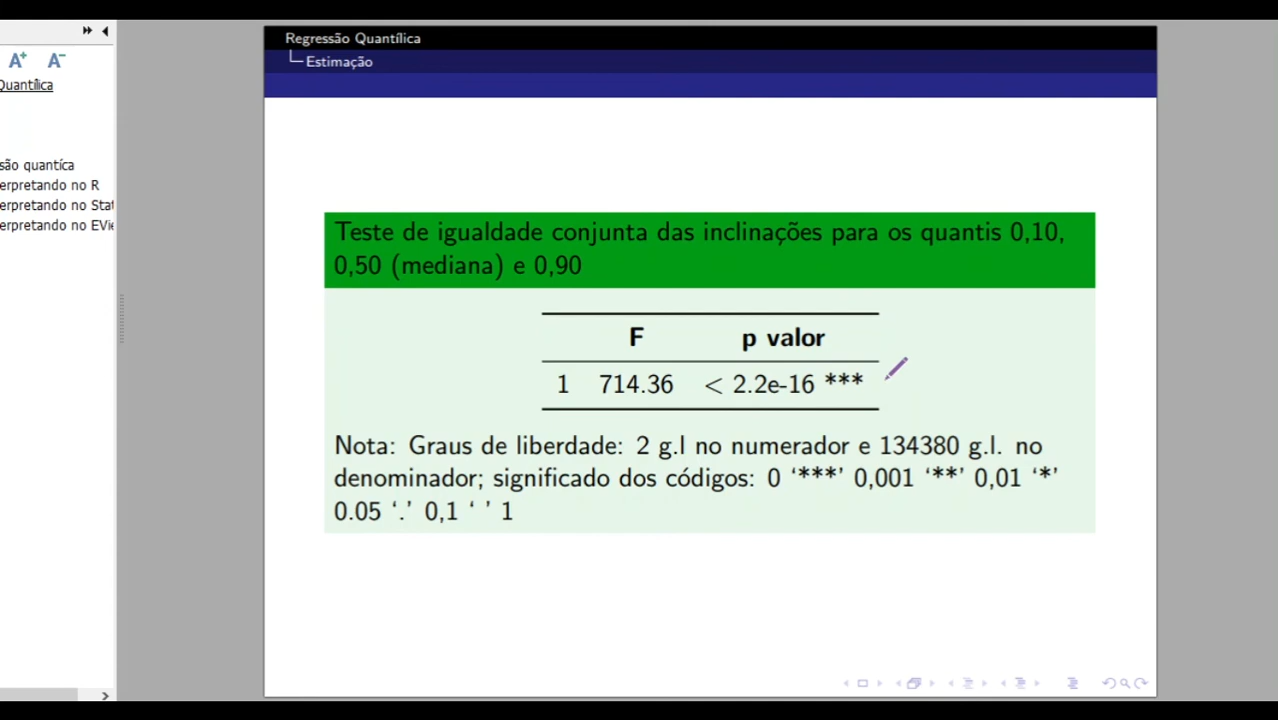 A+ A-
Quantílica
são quantíca
erpretando no R
erpretando no Stat
erpretando no EVie
Regressão Quantílica
Estimação
Teste de igualdade conjunta das inclinações para os quantis 0,10,
0,50 (mediana) e 0,90
F p valor
1 714.36 < 2.2e-16 ***
Nota: Graus de liberdade: 2 g.l no numerador e 134380 g.l. no
denominador; significado dos códigos: 0 ‘***’ 0,001 ‘**’ 0,01 ‘*’
0.05 ‘.’ 0,1 ‘ ’ 1